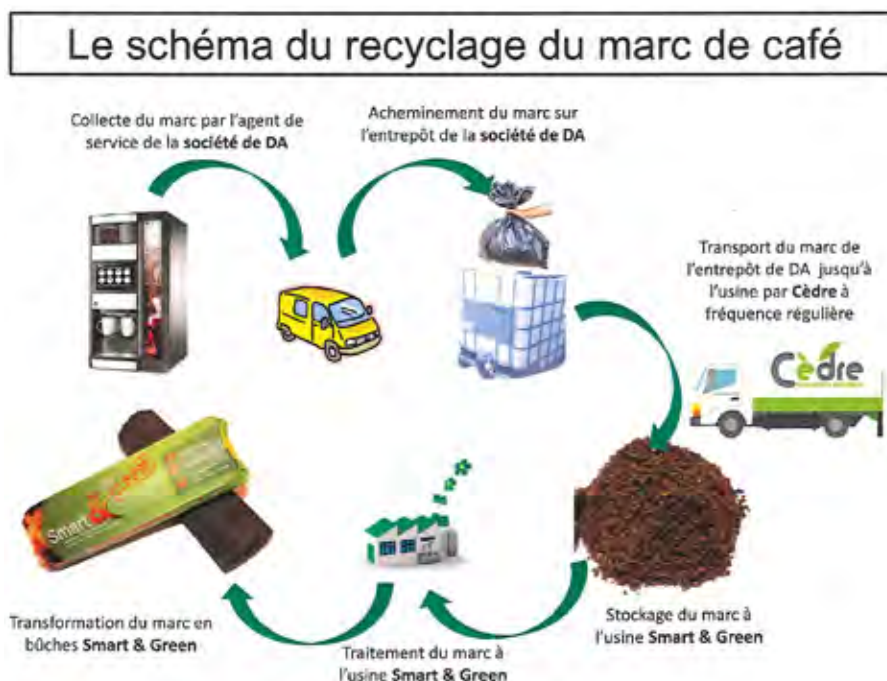 Le schéma du recyclage du marc de café
Collecte du marc par l'agent de
service de la société de DA
Acheminement du marc sur
l'entrepôt de la société de DA
Transport du marc de
l'entrepôt de DA jusqu'à
l'usine par Cèdre à
fréquence régulière
Cèdre
Stockage du marc à
l'usine Smart & Green
Traitement du marc à
l'usine Smart & Green
Transformation du marc en
bûches Smart & Green
Smart